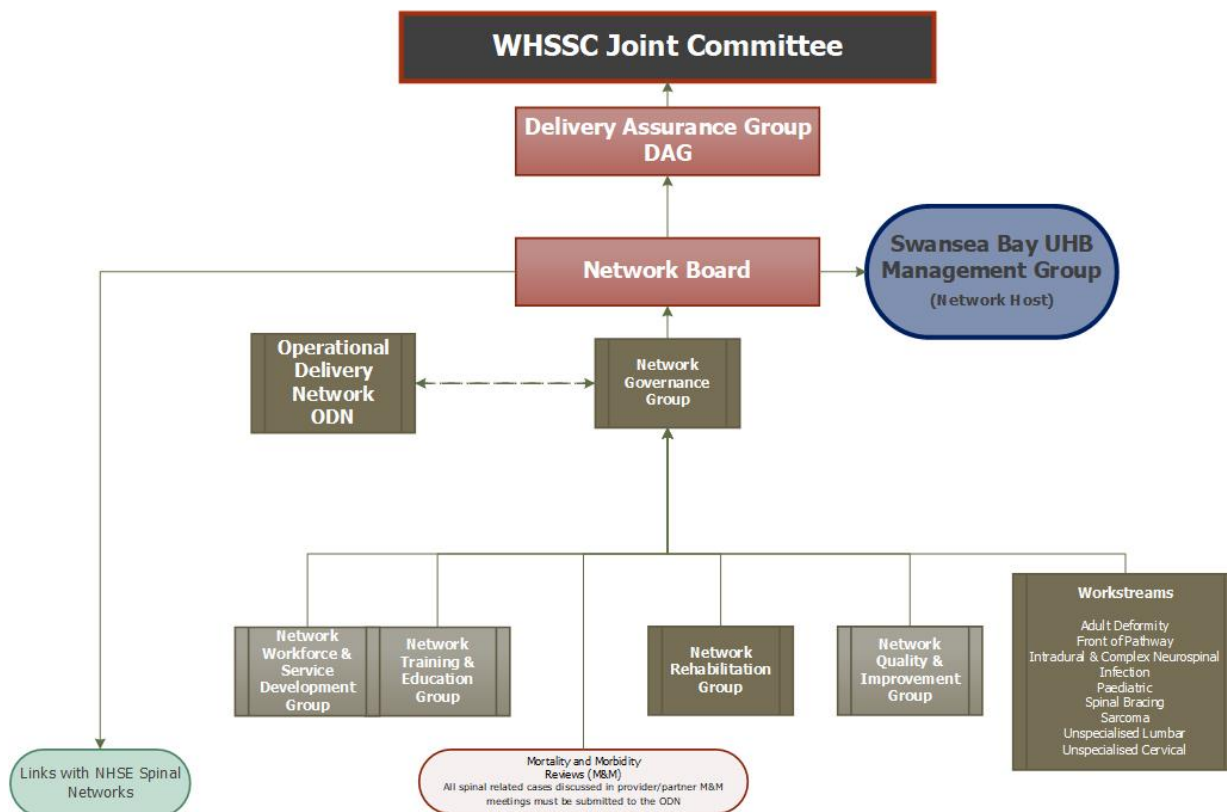 WHSSC Joint Committee
Delivery Assurance Group
DAG
Network Board
Swansea Bay UHB
Management Group
(Network Host)
Operational
Delivery
Network
ODN
Network
Governance
Group
Network
Workforce &
Service
Development
Group
Network
Training &
Education
Group
Network
Rehabilitation
Group
Network
Quality &
Improvement
Group
Workstreams
Adult Deformity
Front of Pathway
Intradural & Complex Neurospinal
Infection
Paediatric
Spinal Bracing
Sarcoma
Unspecialised Lumbar
Unspecialised Cervical
Links with NHSE Spinal
Networks
Mortality and Morbidity
Reviews (M&M)
All spinal related cases discussed in provider/partner M&M
meetings must be submitted to the ODN